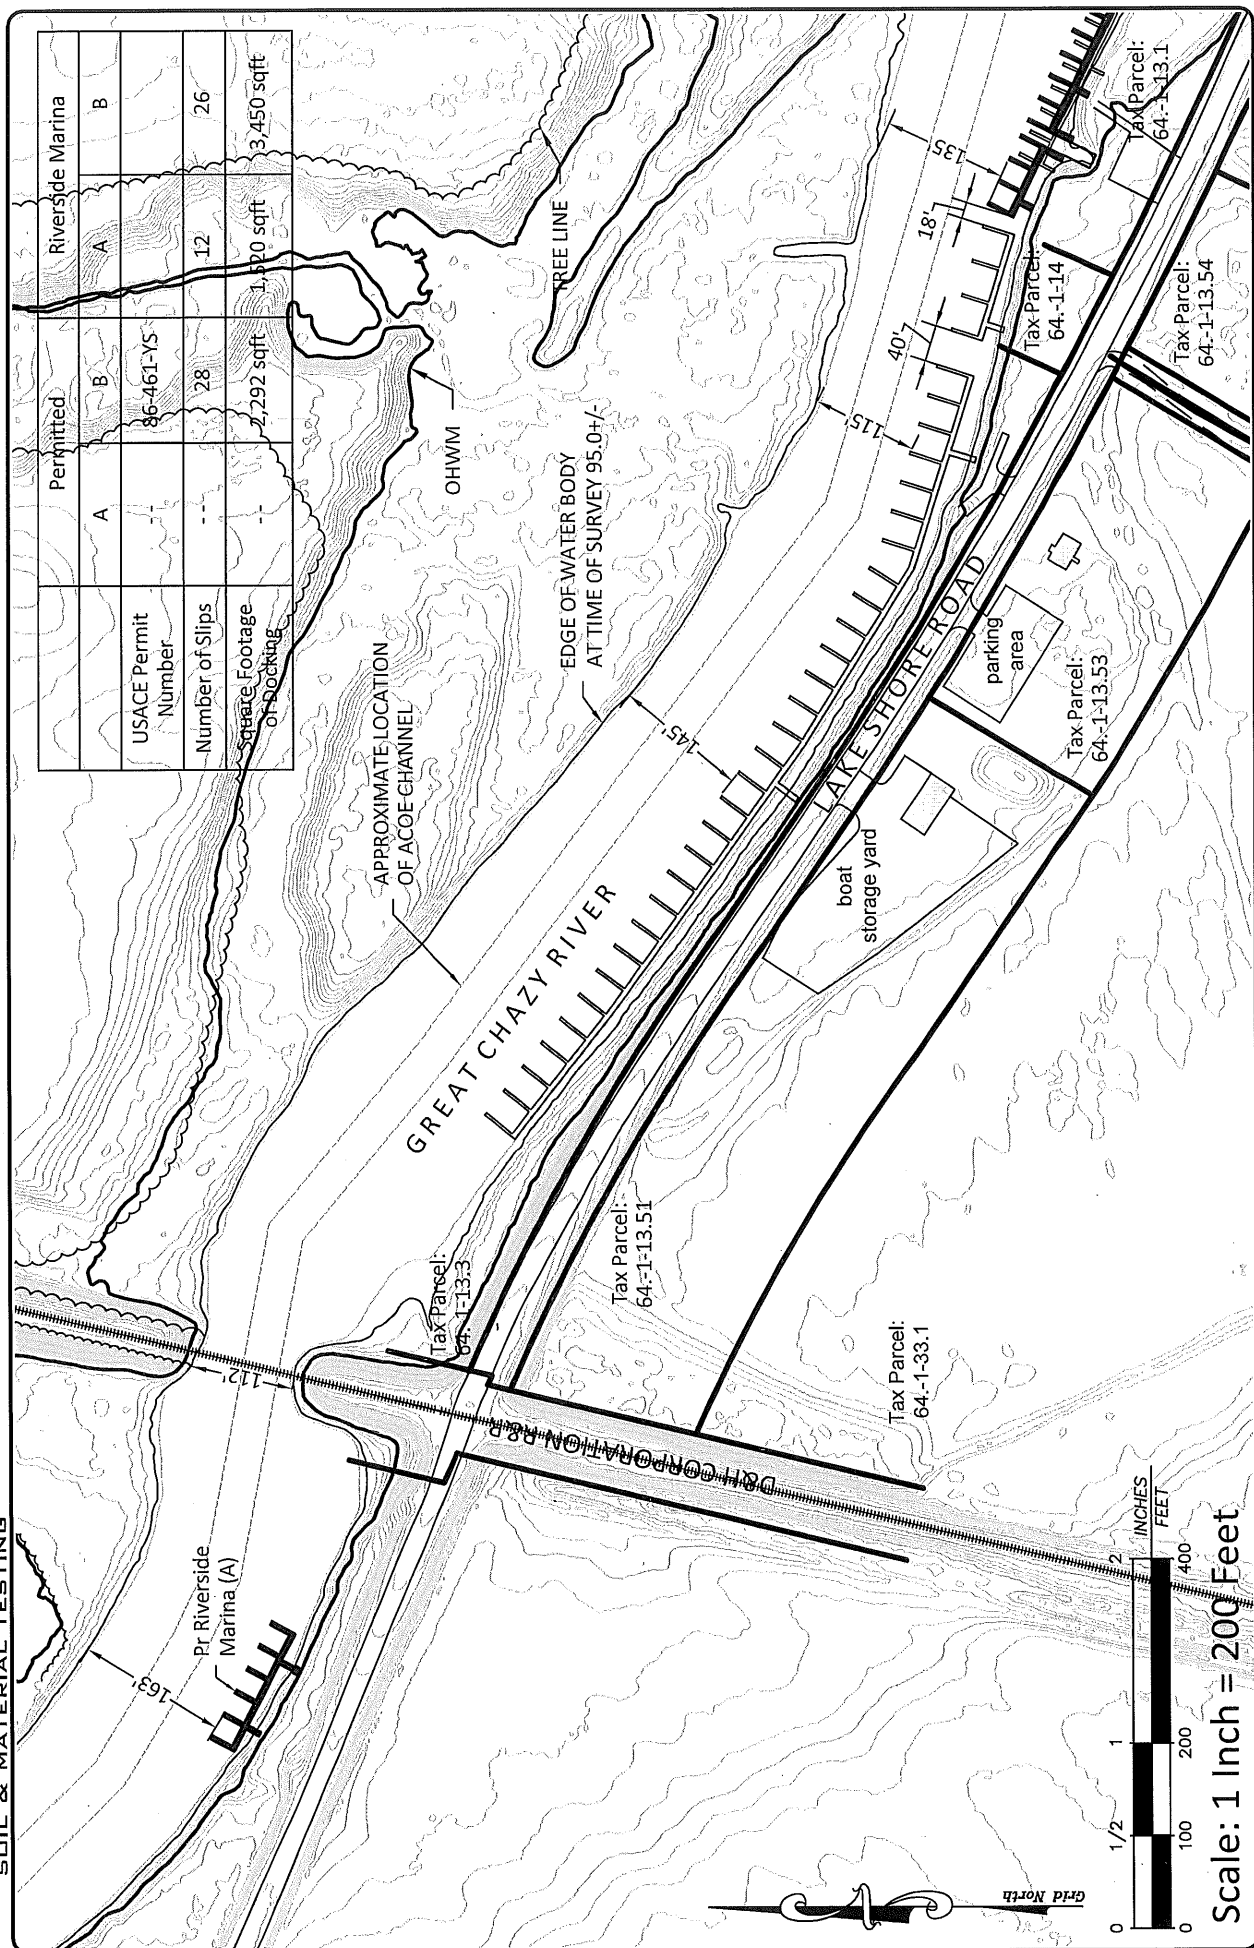 SOIL & MATERIAL TESTING
Permitted
Riverside Marina
A
B
A
B
USACE Permit
Number
--
86-461-YS
Number of Slips
--
28
12
26
Square Footage
of Docking
--
2,292 sqft
1,520 sqft
3,450 sqft
TREE LINE
OHWM
EDGE OF WATER BODY
AT TIME OF SURVEY 95.0+/-
APPROXIMATE LOCATION
OF ACOE CHANNEL
GREAT CHAZY RIVER
163'
Pr Riverside
Marina (A)
112'
145'
115'
40'
18'
135'
LAKE SHORE ROAD
D&H CORPORATION R&R
Tax Parcel:
64.-1-13.3
Tax Parcel:
64.-1-13.51
Tax Parcel:
64.-1-33.1
boat
storage yard
parking
area
Tax Parcel:
64.-1-13.53
Tax Parcel:
64.-1-14
Tax Parcel:
64.-1-13.54
Tax Parcel:
64.-1-13.1
Grid North
0
1/2
1
2
INCHES
FEET
0
100
200
400
Scale: 1 Inch = 200 Feet